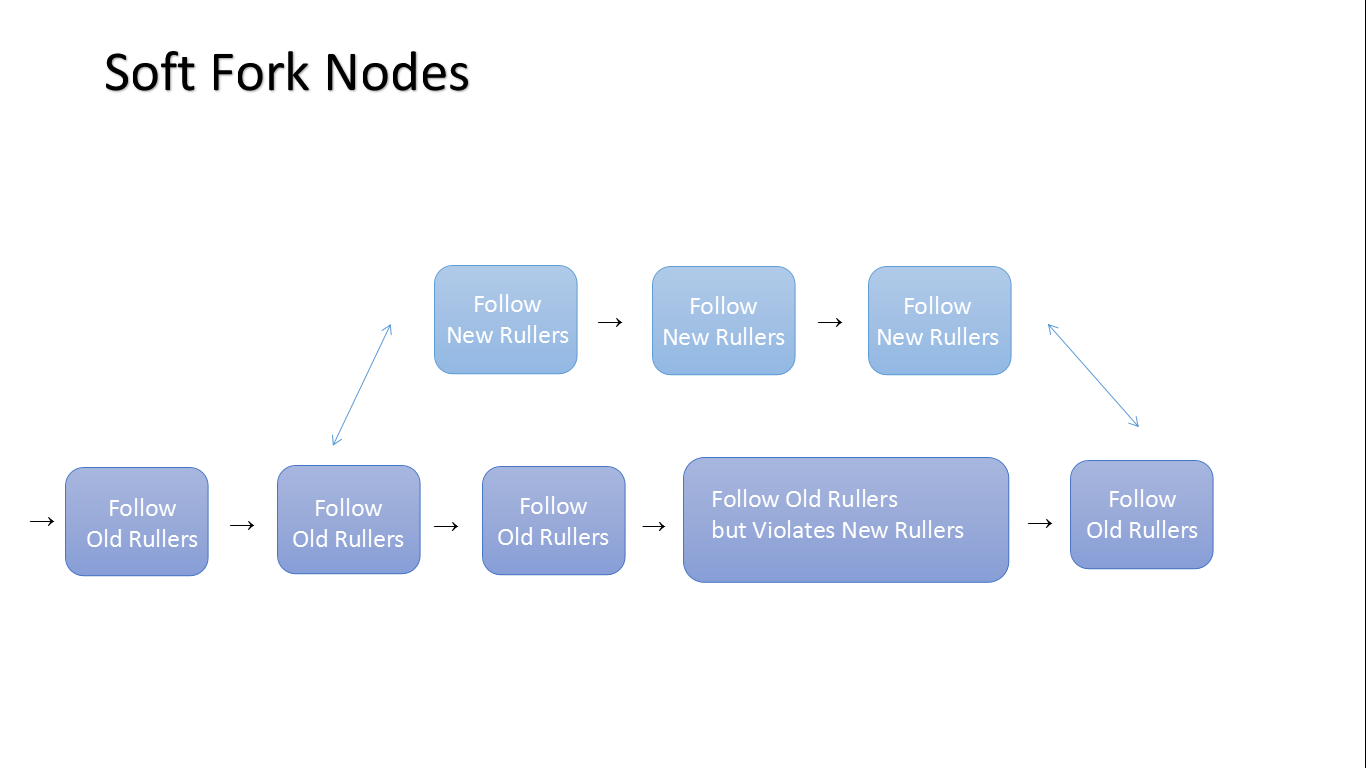 Soft Fork Nodes
Follow
New Rullers
→
Follow
New Rullers
→
Follow
New Rullers
→
Follow
Old Rullers
→
Follow
Old Rullers
→
Follow
Old Rullers
→
Follow Old Rullers
but Violates New Rullers
→
Follow
Old Rullers